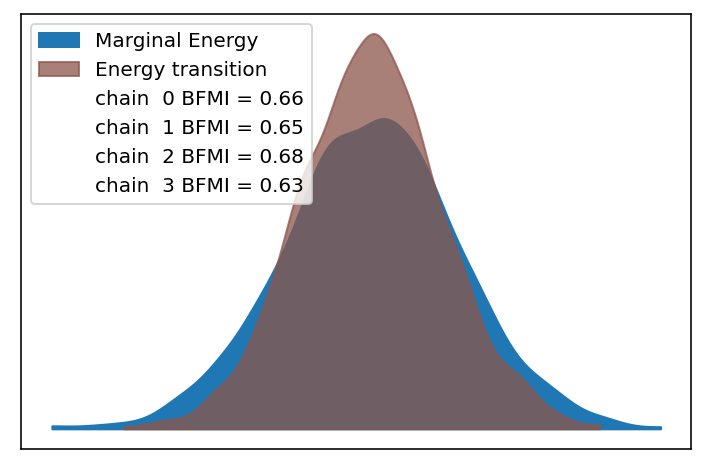 Marginal Energy
Energy transition
chain  0 BFMI = 0.66
chain  1 BFMI = 0.65
chain  2 BFMI = 0.68
chain  3 BFMI = 0.63